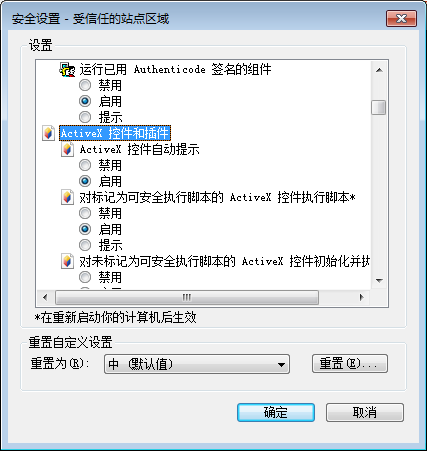 安全设置 - 受信任的站点区域
设置
运行已用 Authenticode 签名的组件
禁用
启用
提示
ActiveX 控件和插件
ActiveX 控件自动提示
禁用
启用
对标记为可安全执行脚本的 ActiveX 控件执行脚本*
禁用
启用
提示
对未标记为可安全执行脚本的 ActiveX 控件初始化并执
禁用
*在重新启动你的计算机后生效
重置自定义设置
重置为(R): 中 (默认值) 重置(E)...
确定 取消